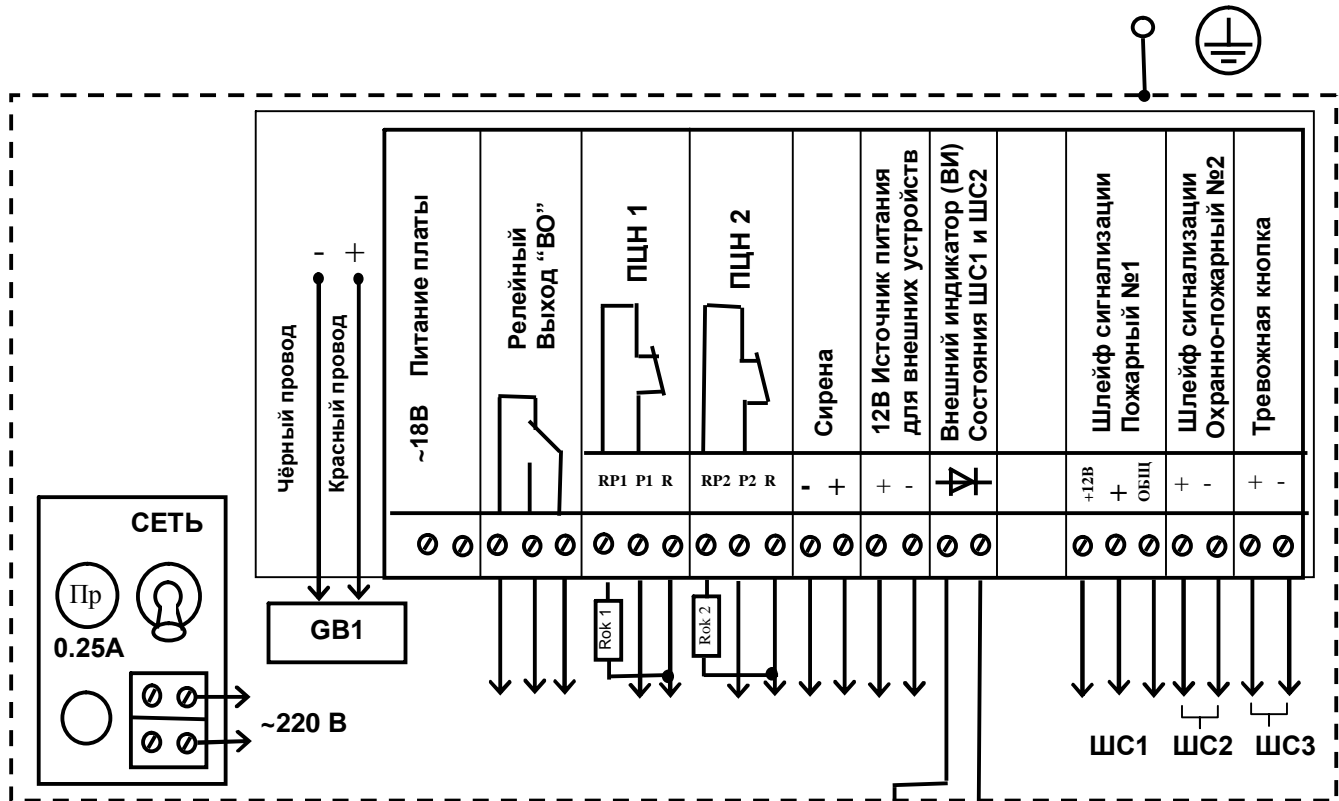 -
+
Чёрный провод
Красный провод
~18В Питание платы
Релейный
Выход “ВО”
ПЦН 1
ПЦН 2
Сирена
12В Источник питания
для внешних устройств
Внешний индикатор (ВИ)
Состояния ШС1 и ШС2
Шлейф сигнализации
Пожарный №1
Шлейф сигнализации
Охранно-пожарный №2
Тревожная кнопка
RP1 P1 R
RP2 P2 R
- +
+ -
+12В + ОБЩ
+ -
+ -
СЕТЬ
Пр
0.25А
GB1
Rok 1
Rok 2
~220 В
ШС1
ШС2
ШС3